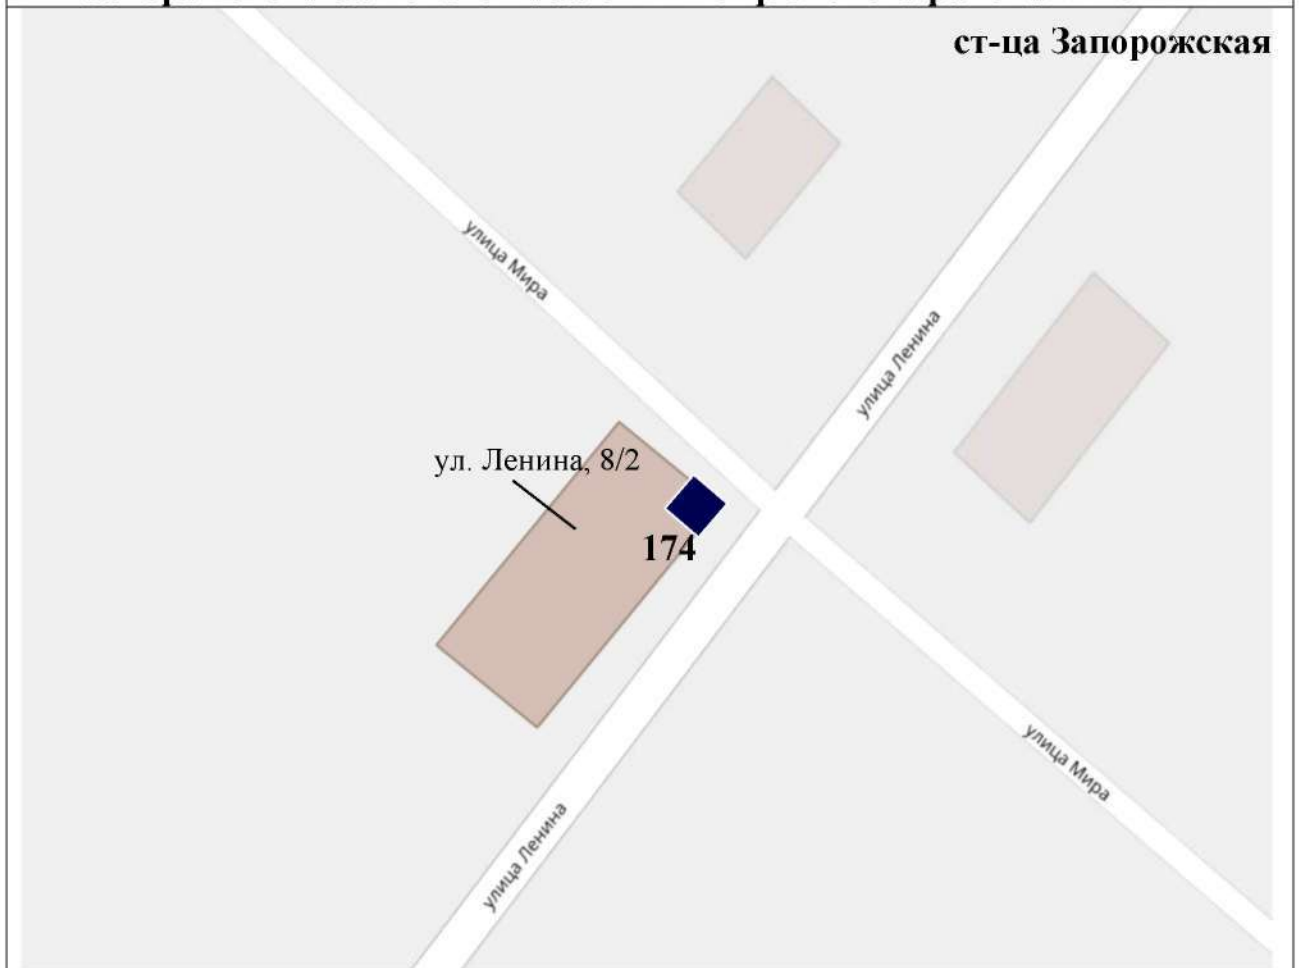 ст-ца Запорожская
улица Мира
улица Ленина
ул. Ленина, 8/2
174
улица Мира
улица Ленина